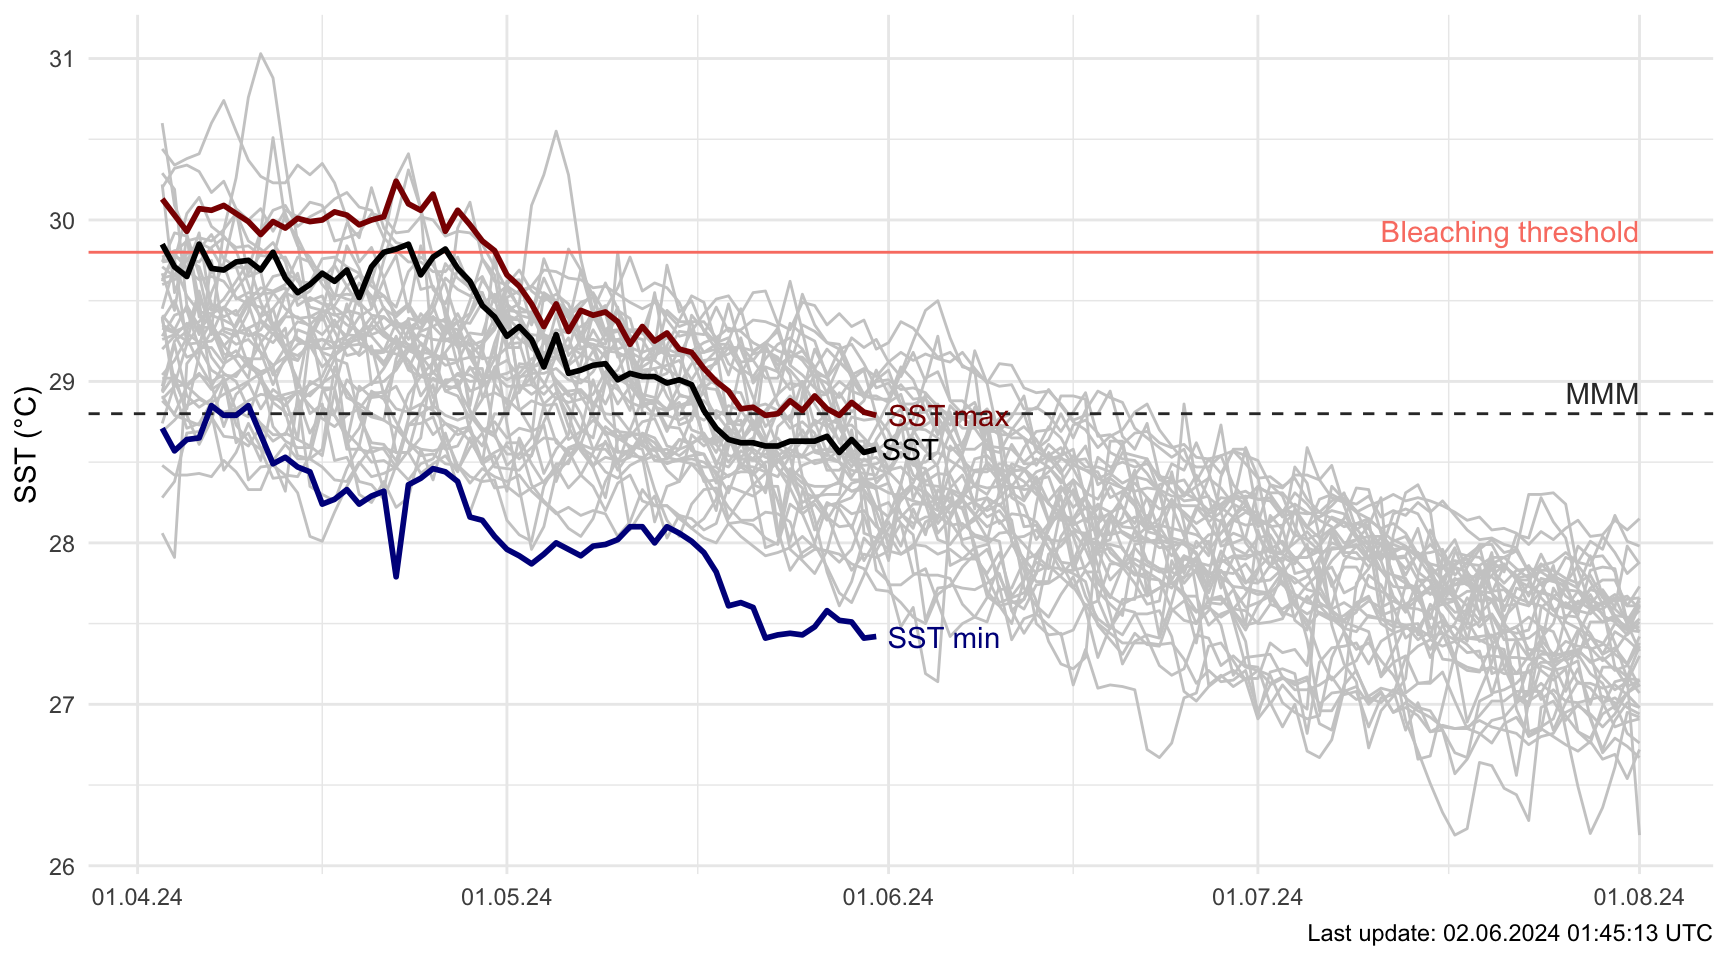 31
30
29
28
27
26
SST (°C)
Bleaching threshold
MMM
SST max
SST
SST min
01.04.24
01.05.24
01.06.24
01.07.24
01.08.24
Last update: 02.06.2024 01:45:13 UTC